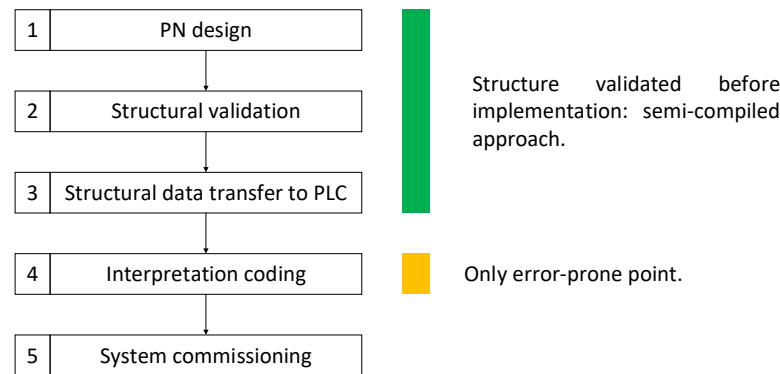 1 PN design
2 Structural validation
Structure validated before
implementation: semi-compiled
approach.
3 Structural data transfer to PLC
4 Interpretation coding
Only error-prone point.
5 System commissioning